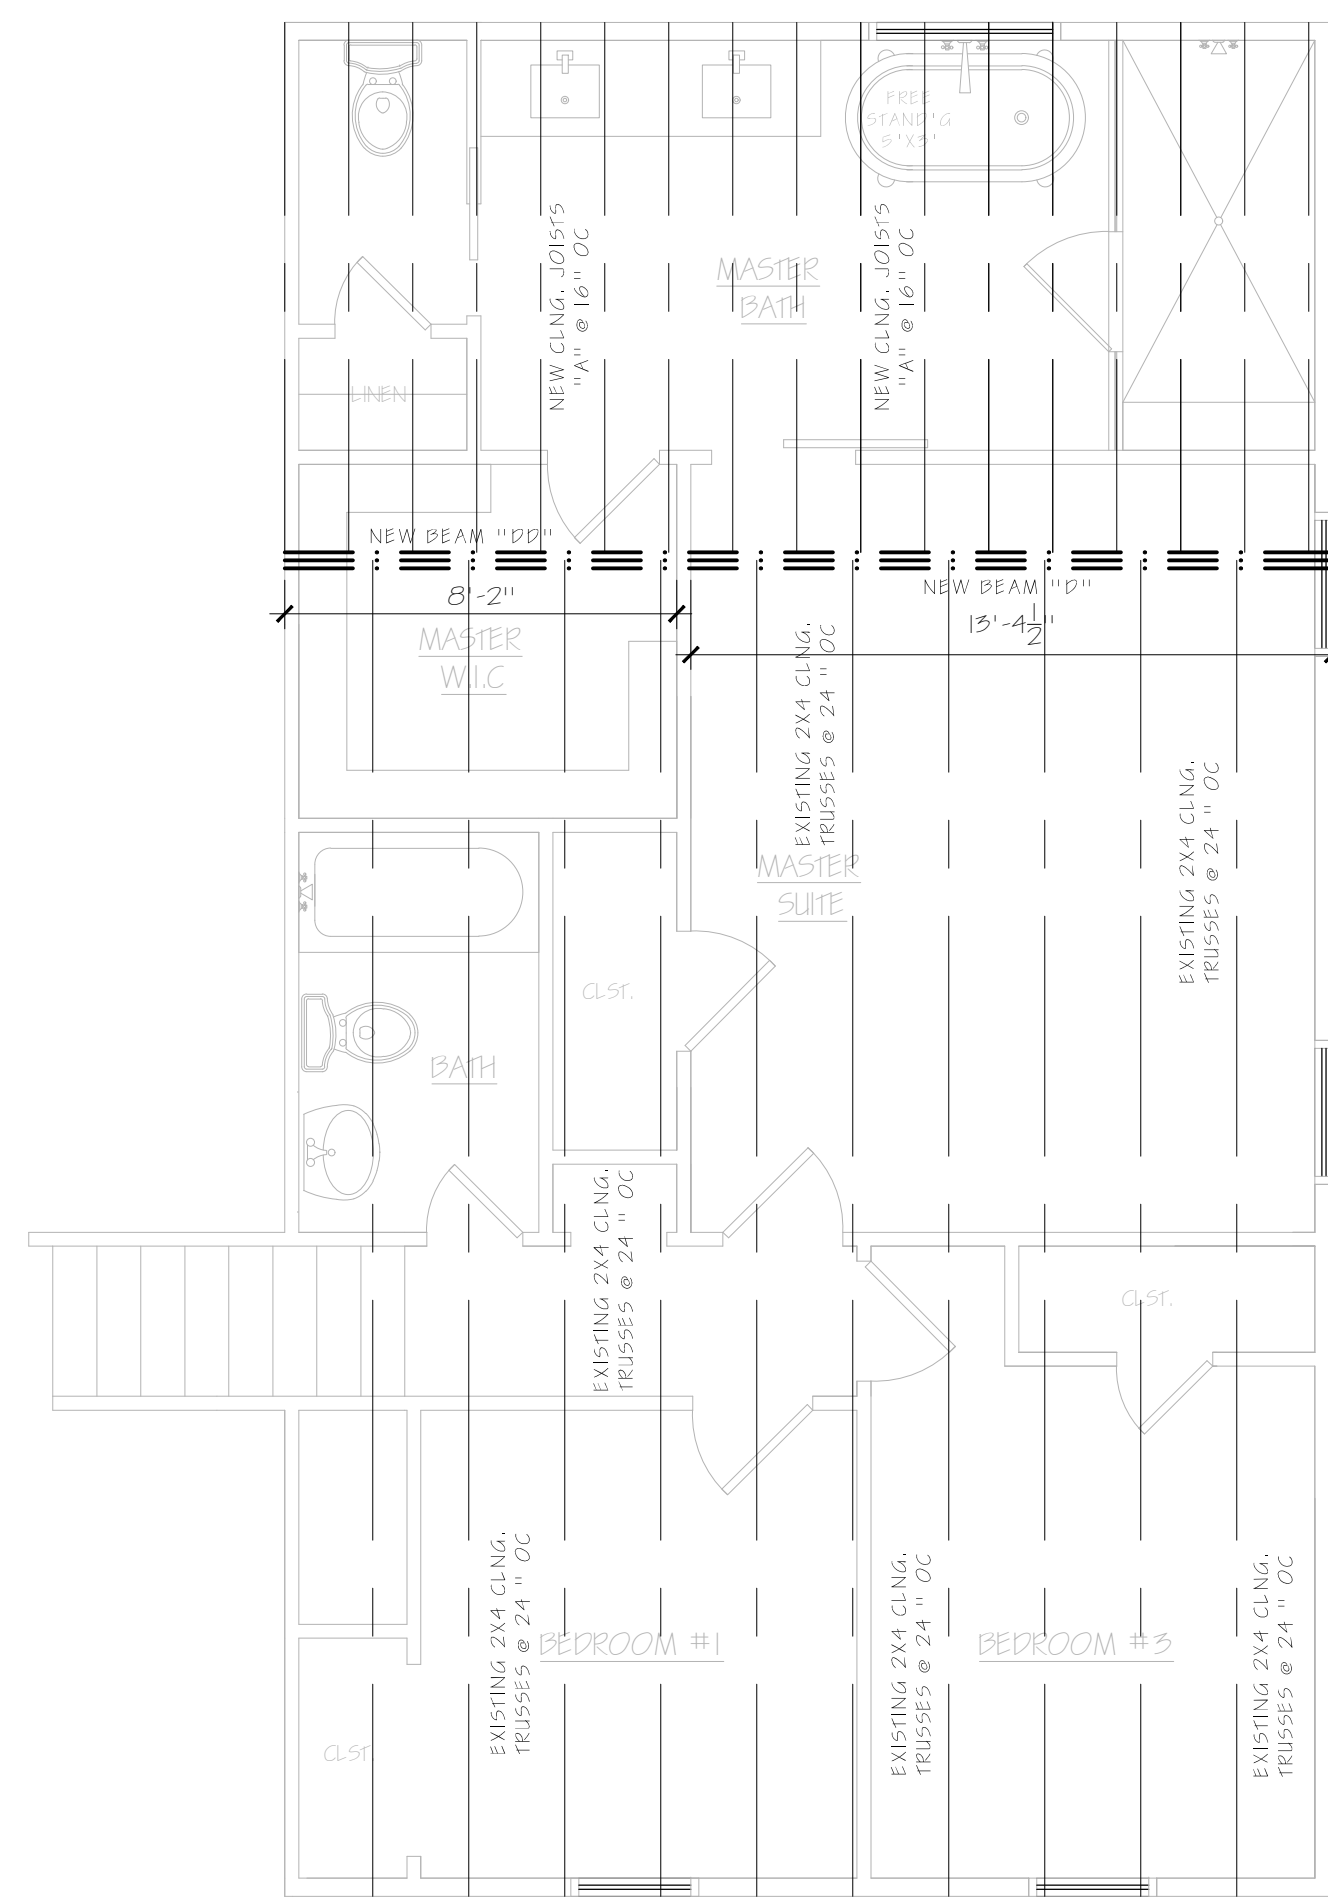 FREE
STAND'G
5'X3'
NEW CLNG. JOISTS
"A" @ 16" OC
NEW CLNG. JOISTS
"A" @ 16" OC
MASTER
BATH
LINEN
NEW BEAM "DD"
NEW BEAM "D"
8'-2"
13'-4 1/2"
MASTER
W.I.C
EXISTING 2X4 CLNG.
TRUSSES @ 24 " OC
EXISTING 2X4 CLNG.
TRUSSES @ 24 " OC
MASTER
SUITE
CLST.
BATH
EXISTING 2X4 CLNG.
TRUSSES @ 24 " OC
CLST.
EXISTING 2X4 CLNG.
TRUSSES @ 24 " OC
BEDROOM #1
EXISTING 2X4 CLNG.
TRUSSES @ 24 " OC
BEDROOM #3
EXISTING 2X4 CLNG.
TRUSSES @ 24 " OC
CLST.